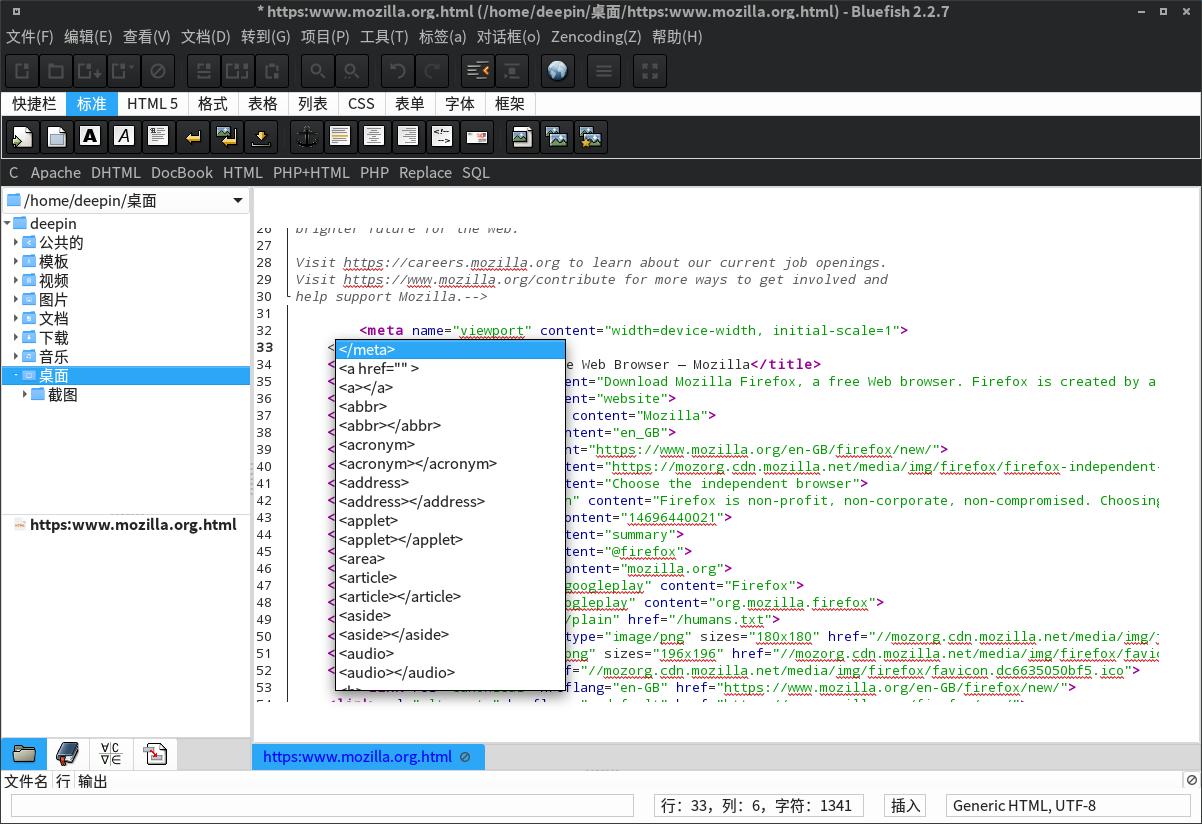 * https:www.mozilla.org.html (/home/deepin/桌面/https:www.mozilla.org.html) - Bluefish 2.2.7
文件(F) 编辑(E) 查看(V) 文档(D) 转到(G) 项目(P) 工具(T) 标签(a) 对话框(o) Zencoding(Z) 帮助(H)
快捷栏 标准 HTML 5 格式 表格 列表 CSS 表单 字体 框架
C Apache DHTML DocBook HTML PHP+HTML PHP Replace SQL
/home/deepin/桌面
deepin
公共的
模板
视频
图片
文档
下载
音乐
桌面
截图
https:www.mozilla.org.html
26 brighter future for the web.
27
28 Visit https://careers.mozilla.org to learn about our current job openings.
29 Visit https://www.mozilla.org/contribute for more ways to get involved and
30 help support Mozilla.-->
31
32 <meta name="viewport" content="width=device-width, initial-scale=1">
33 <
34 < e Web Browser — Mozilla</title>
35 < ent="Download Mozilla Firefox, a free Web browser. Firefox is created by a
36 < ent="website">
37 < content="Mozilla">
38 < ntent="en_GB">
39 < nt="https://www.mozilla.org/en-GB/firefox/new/">
40 < tent="https://mozorg.cdn.mozilla.net/media/img/firefox/firefox-independent-
41 < tent="Choose the independent browser">
42 < n" content="Firefox is non-profit, non-corporate, non-compromised. Choosing
43 < ontent="14696440021">
44 < tent="summary">
45 < tent="@firefox">
46 < ontent="mozilla.org">
47 < googleplay" content="Firefox">
48 < ogleplay" content="org.mozilla.firefox">
49 < /plain" href="/humans.txt">
50 < type="image/png" sizes="180x180" href="//mozorg.cdn.mozilla.net/media/img/
51 < png" sizes="196x196" href="//mozorg.cdn.mozilla.net/media/img/firefox/favic
52 < f="//mozorg.cdn.mozilla.net/media/img/firefox/favicon.dc6635050bf5.ico">
53 < flang="en-GB" href="https://www.mozilla.org/en-GB/firefox/new/">
</meta>
<a href="" >
<a></a>
<abbr>
<abbr></abbr>
<acronym>
<acronym></acronym>
<address>
<address></address>
<applet>
<applet></applet>
<area>
<article>
<article></article>
<aside>
<aside></aside>
<audio>
<audio></audio>
https:www.mozilla.org.html
文件名 行 输出
行: 33, 列: 6, 字符: 1341 插入 Generic HTML, UTF-8